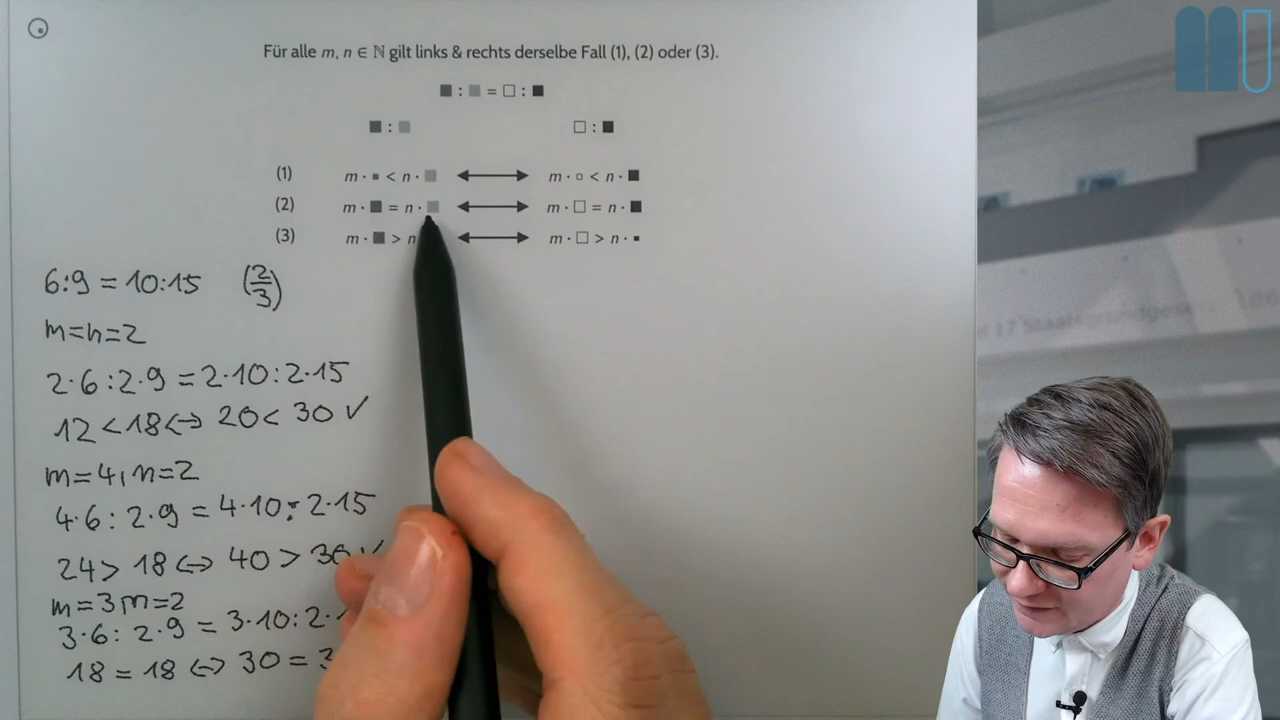 Für alle m, n ∈ ℕ gilt links & rechts derselbe Fall (1), (2) oder (3).
■ : ■ = □ : ■
■ : ■ □ : ■
(1) m · ■ < n · ■ ⟷ m · □ < n · ■
(2) m · ■ = n · ■ ⟷ m · □ = n · ■
(3) m · ■ > n ⟷ m · □ > n · ■
6:9 = 10:15 (2/3)
m=n=2
2·6:2·9 = 2·10:2·15
12<18 ↔ 20< 30 ✓
m=4, n=2
4·6: 2·9 = 4·10: 2·15
24> 18 ↔ 40 > 30 ✓
m=3 m=2
3·6: 2·9 = 3·10: 2·
18 = 18 ↔ 30 = 3